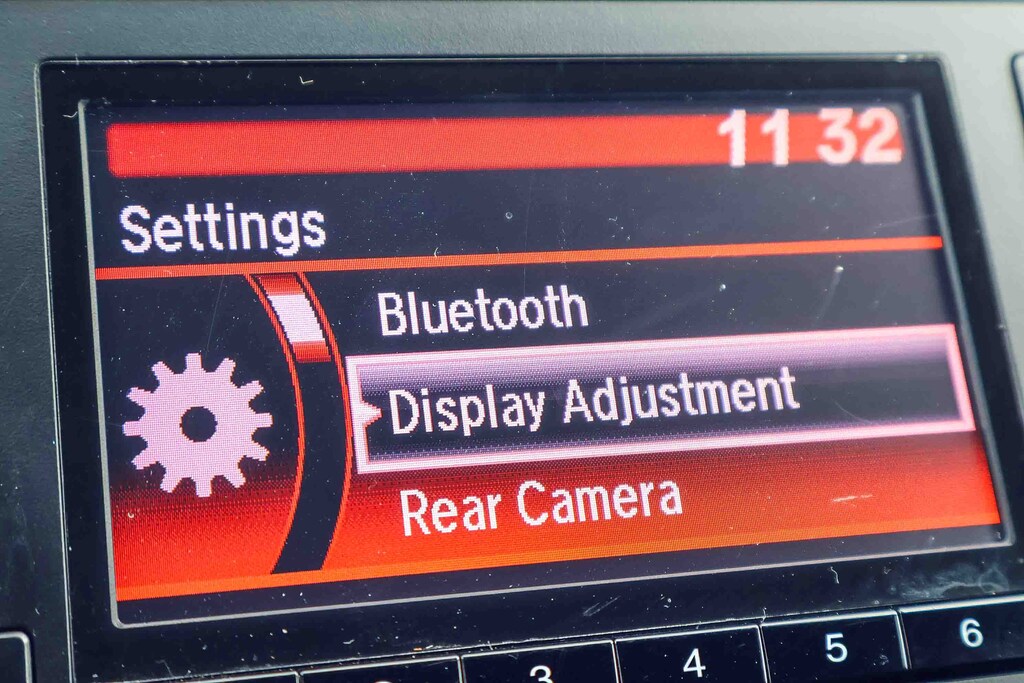 11 32
Settings
Bluetooth
Display Adjustment
Rear Camera
3 4 5 6